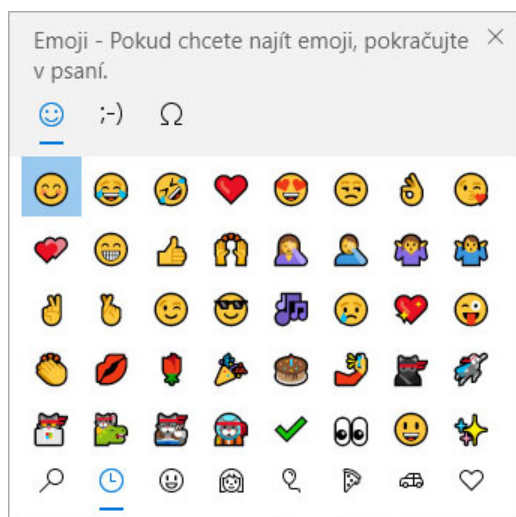 Emoji - Pokud chcete najít emoji, pokračujte
v psaní.
;-)
Ω